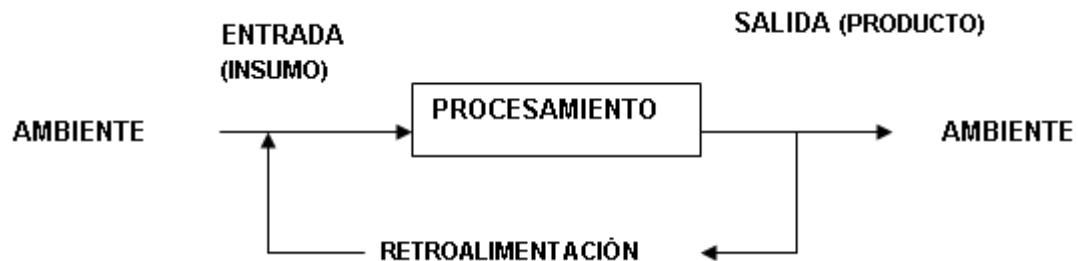 SALIDA (PRODUCTO)
ENTRADA
(INSUMO)
PROCESAMIENTO
AMBIENTE
AMBIENTE
RETROALIMENTACIÓN